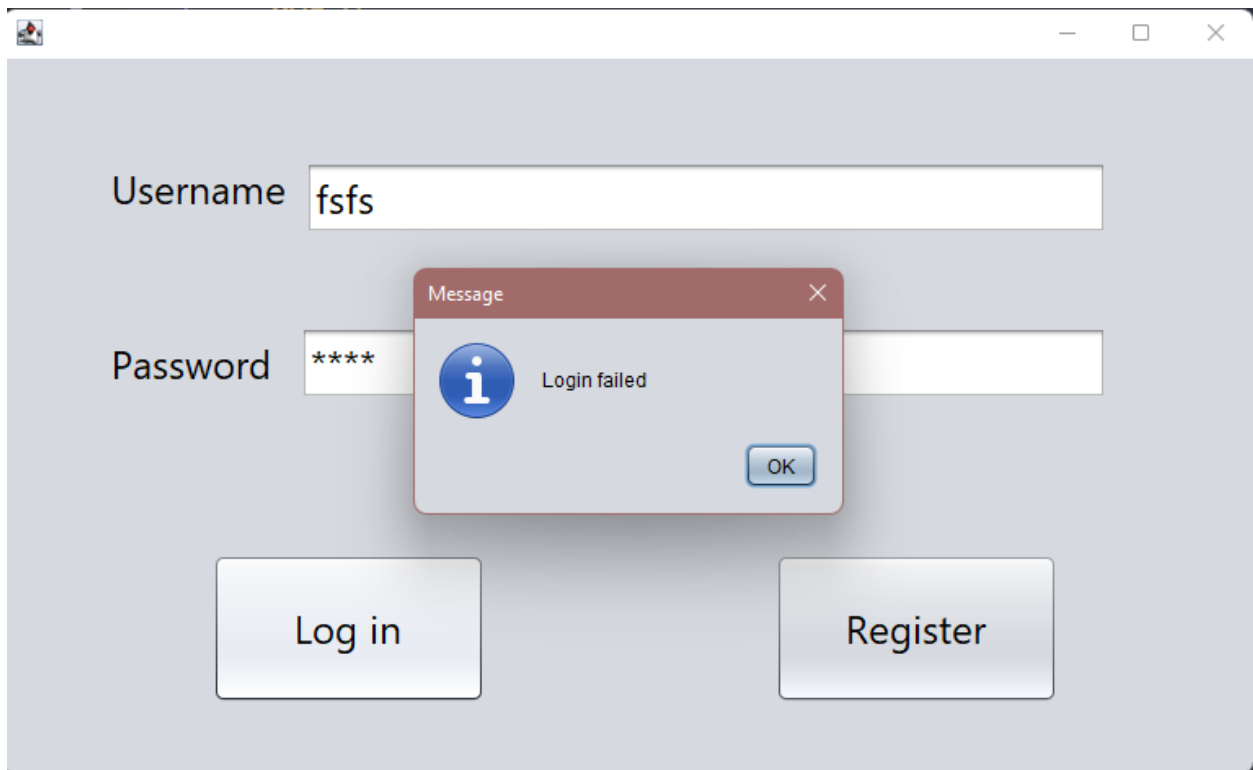 Username fsfs
Message
Password ****
Login failed
OK
Log in Register